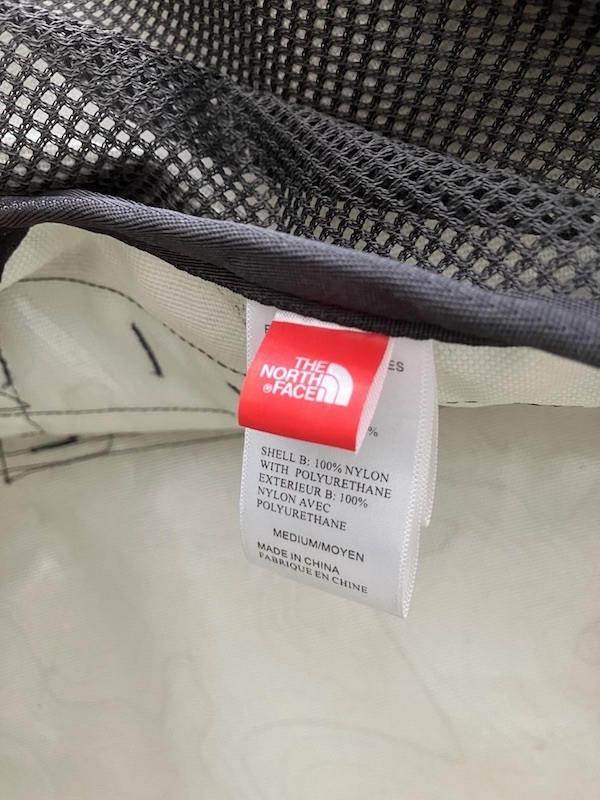 THE
NORTH
FACE
®
%
SHELL B: 100% NYLON
WITH POLYURETHANE
EXTERIEUR B: 100%
NYLON AVEC
POLYURETHANE
MEDIUM/MOYEN
MADE IN CHINA
FABRIQUE EN CHINE